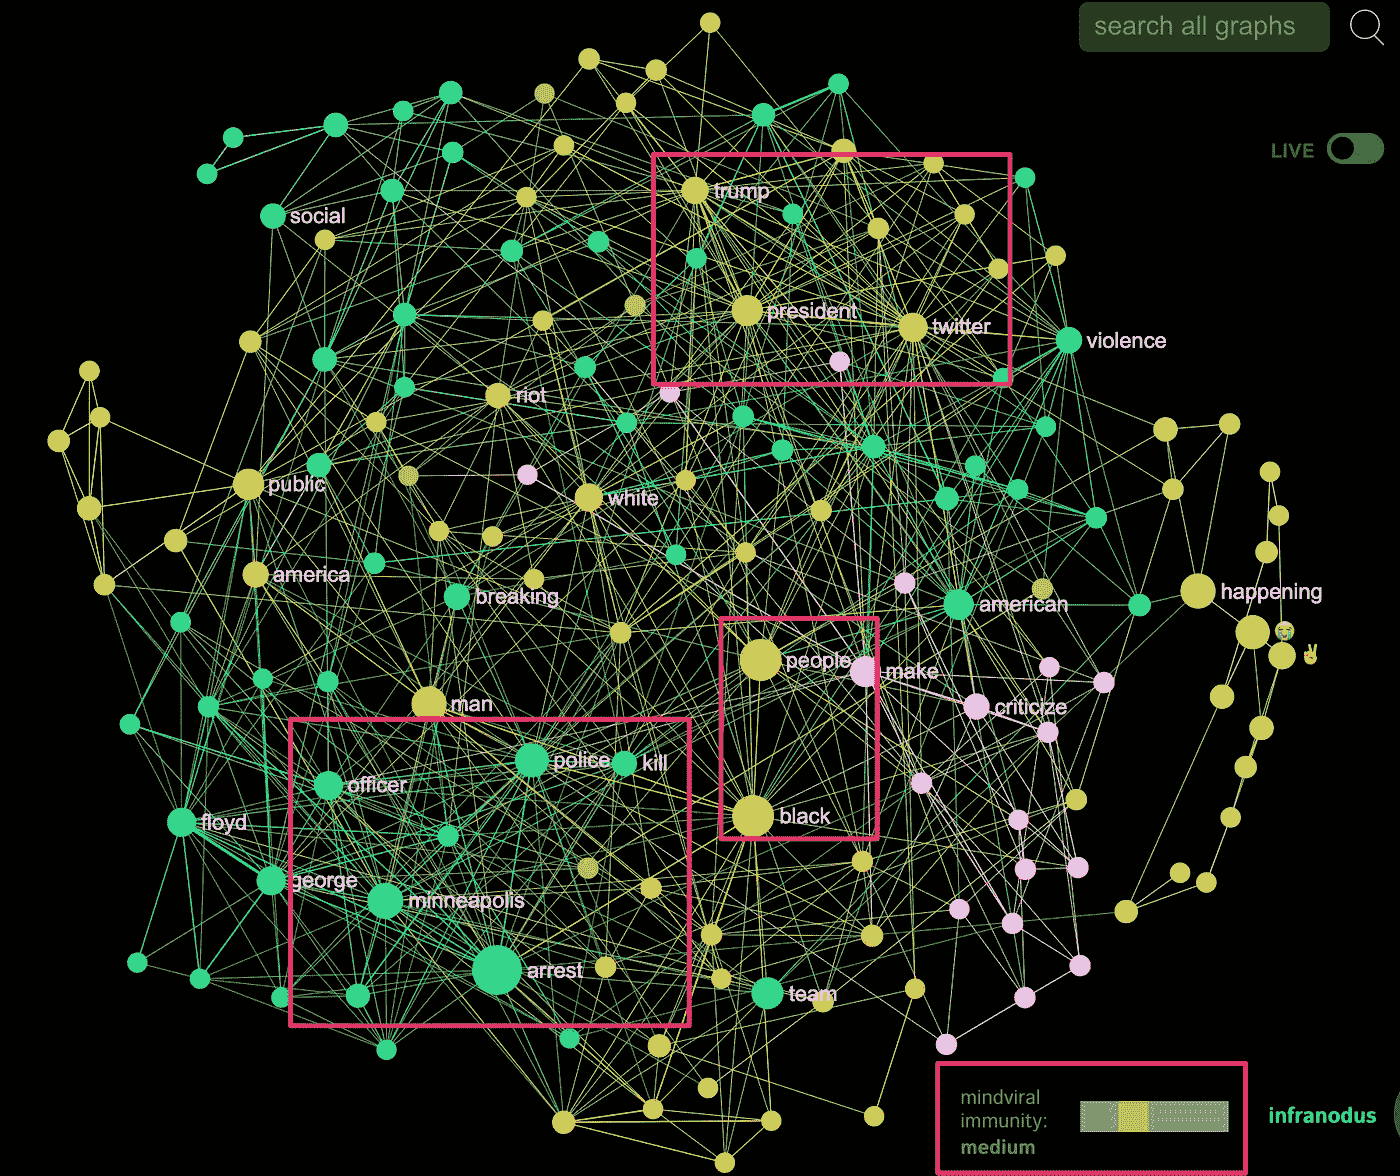 search all graphs
LIVE
trump
social
president
twitter
violence
riot
public
white
america
breaking
american
happening
😭
✌
people
make
man
criticize
police
kill
officer
floyd
black
george
minneapolis
arrest
team
mindviral
immunity:
medium
infranodus